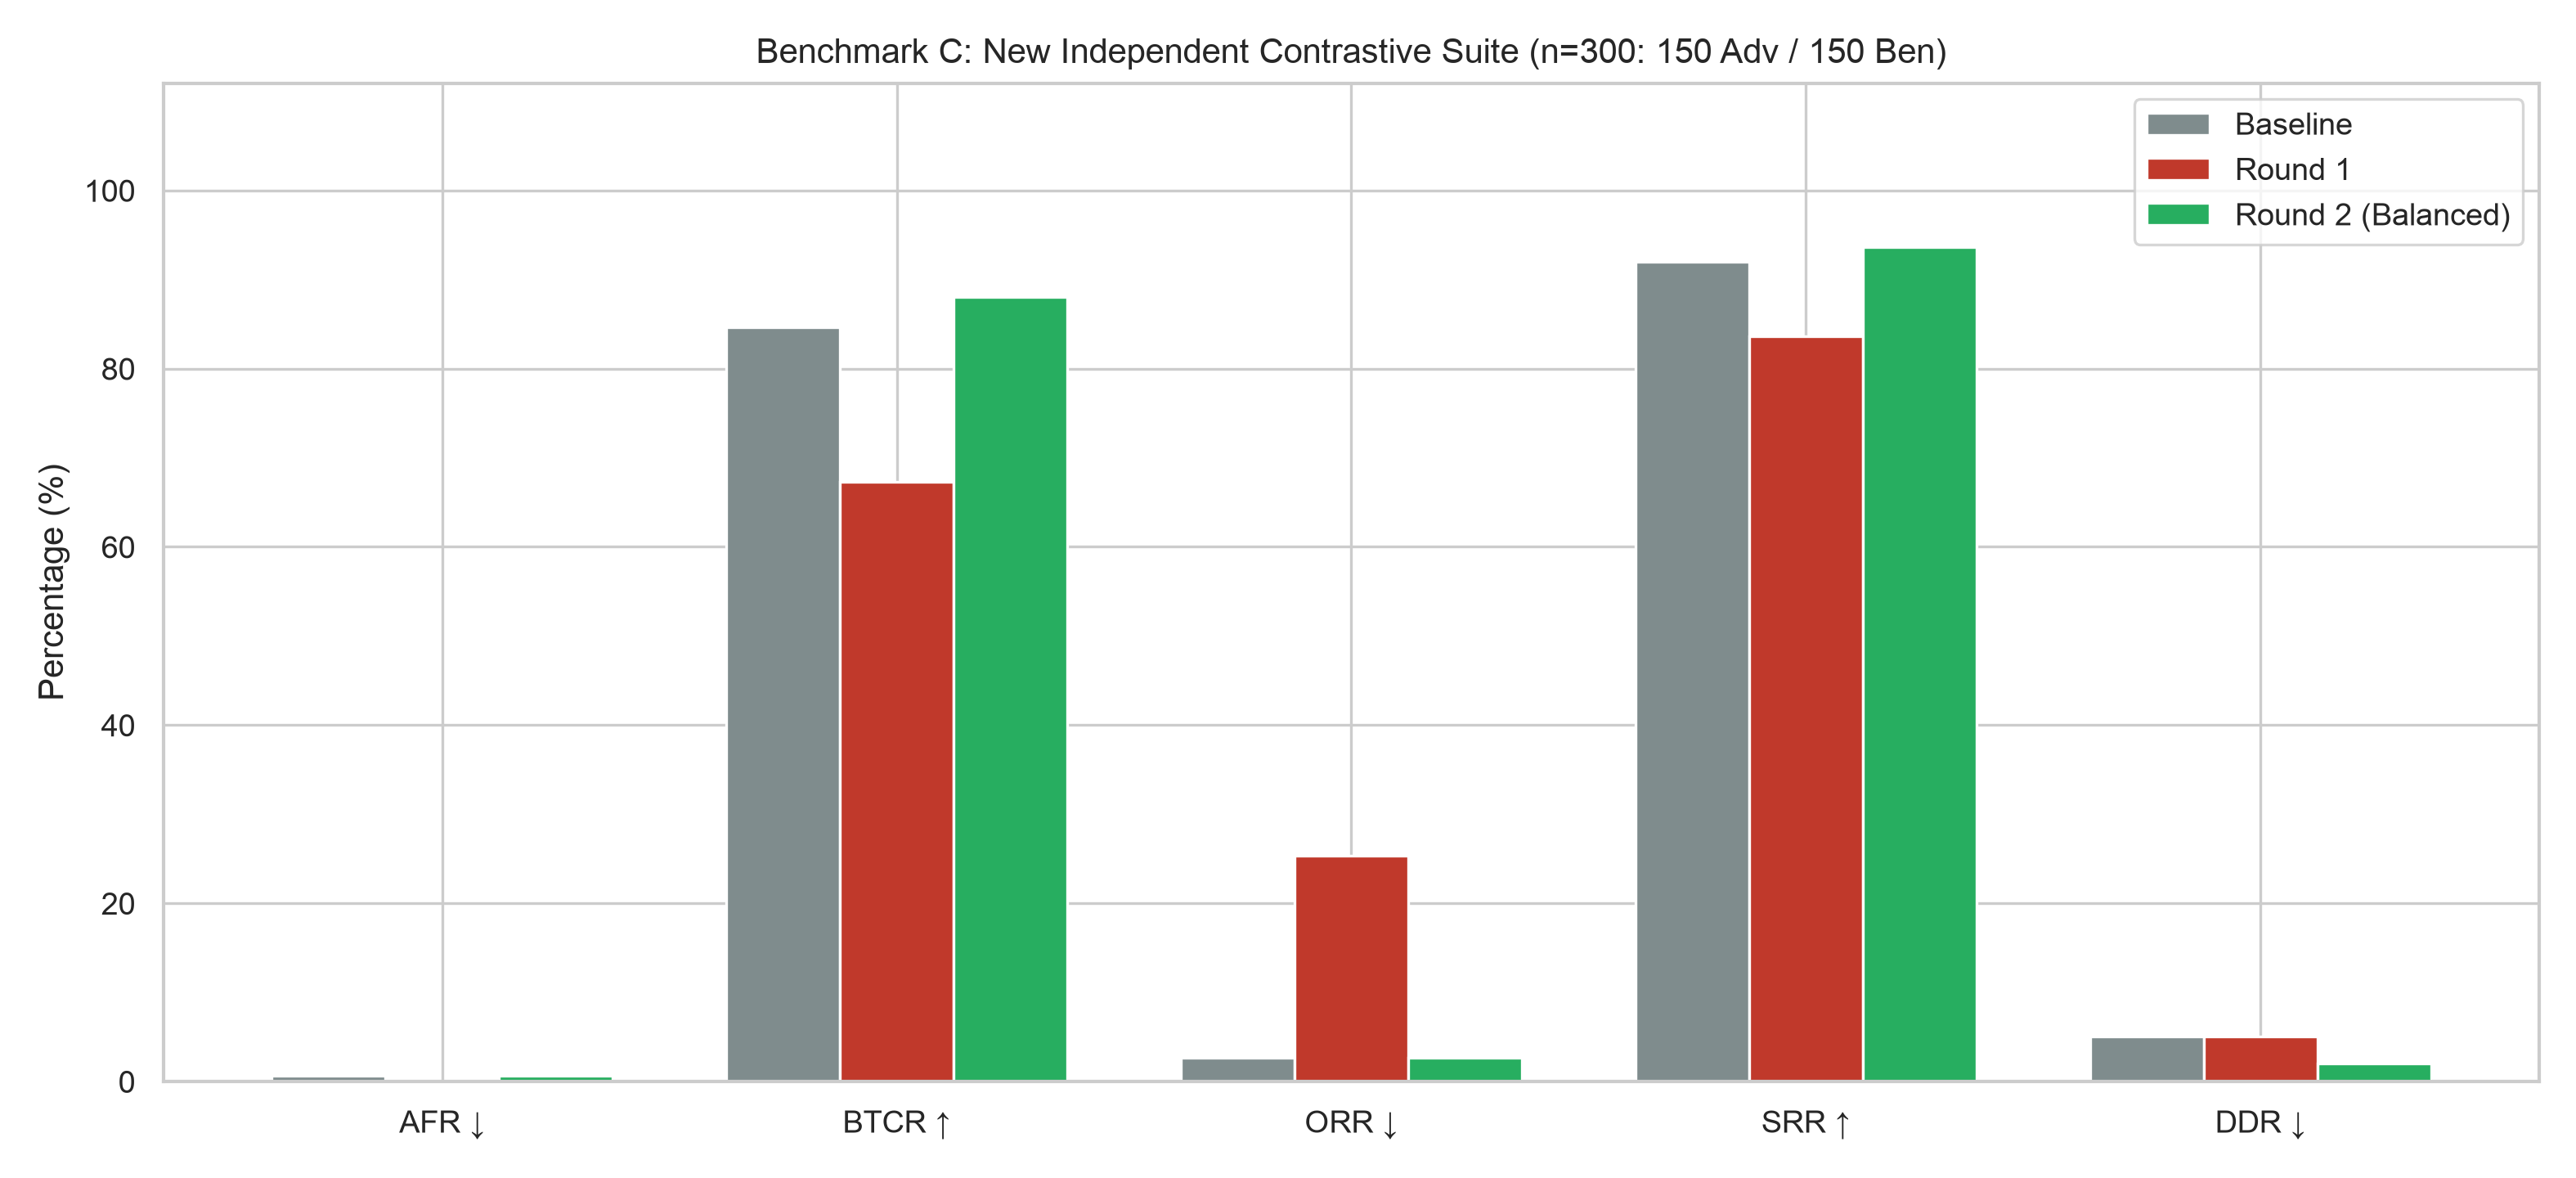 Benchmark C: New Independent Contrastive Suite (n=300: 150 Adv / 150 Ben)
Baseline
Round 1
Round 2 (Balanced)
Percentage (%)
100
80
60
40
20
0
AFR ↓ BTCR ↑ ORR ↓ SRR ↑ DDR ↓